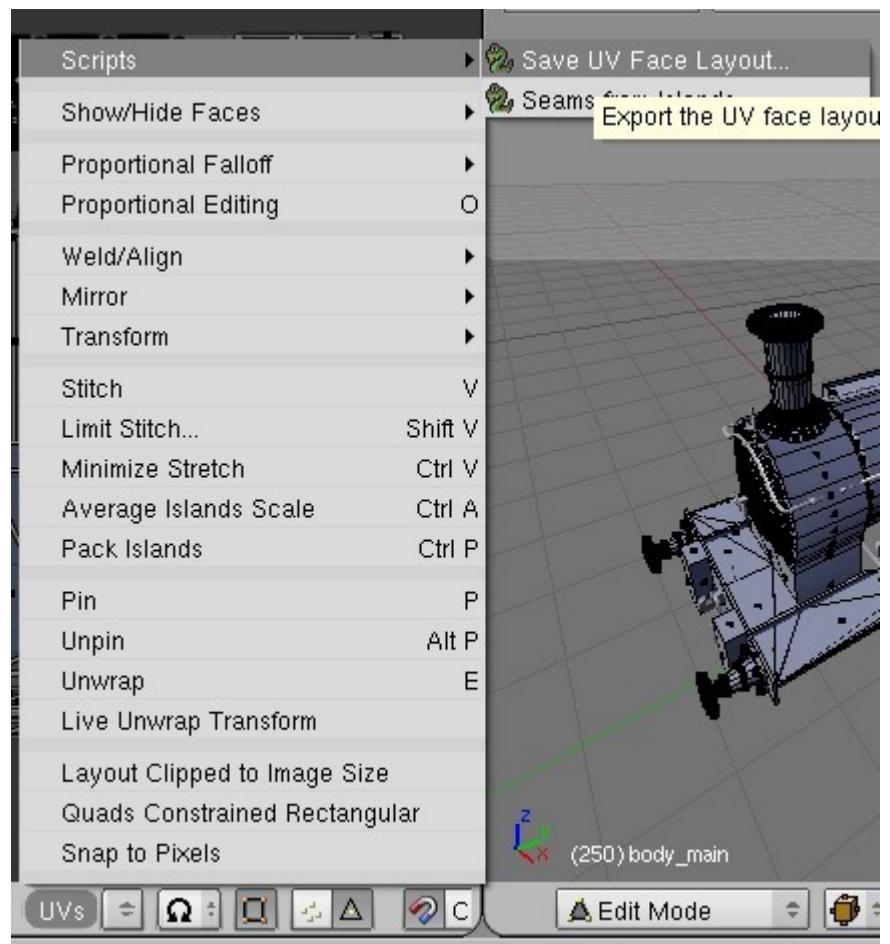 Scripts
Save UV Face Layout...
Seams from Islands
Export the UV face layou
Show/Hide Faces
Proportional Falloff
Proportional Editing O
Weld/Align
Mirror
Transform
Stitch V
Limit Stitch... Shift V
Minimize Stretch Ctrl V
Average Islands Scale Ctrl A
Pack Islands Ctrl P
Pin P
Unpin Alt P
Unwrap E
Live Unwrap Transform
Layout Clipped to Image Size
Quads Constrained Rectangular
Snap to Pixels
z
y
x
(250) body_main
UVs
C
Edit Mode